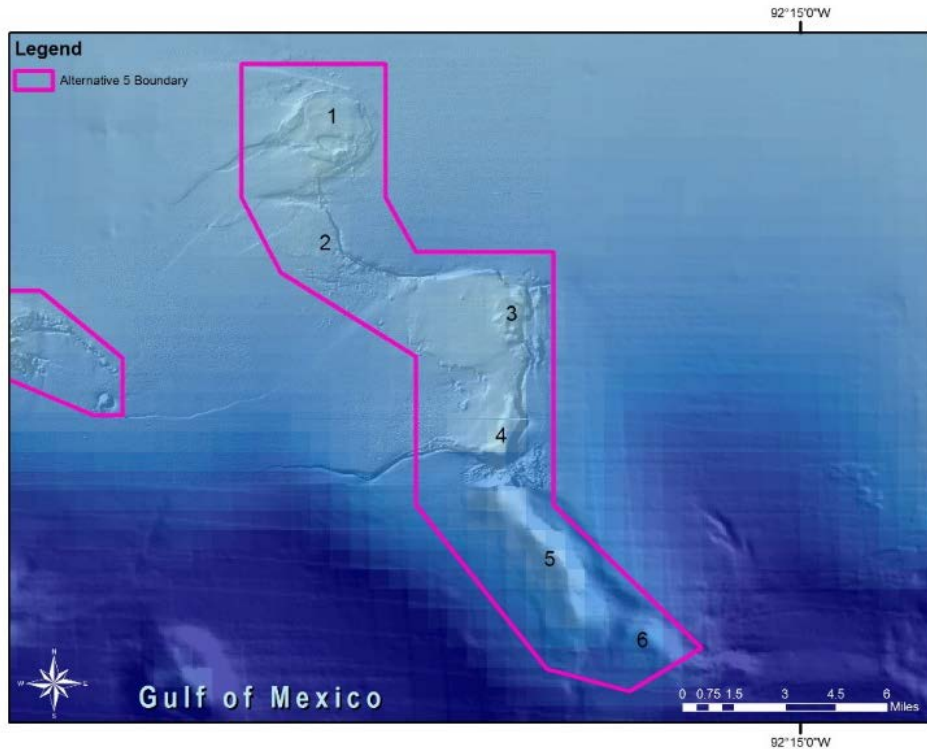 92°15'0"W
Legend
Alternative 5 Boundary
1
2
3
4
5
6
N
W E
S
Gulf of Mexico
0 0.75 1.5 3 4.5 6
Miles
92°15'0"W